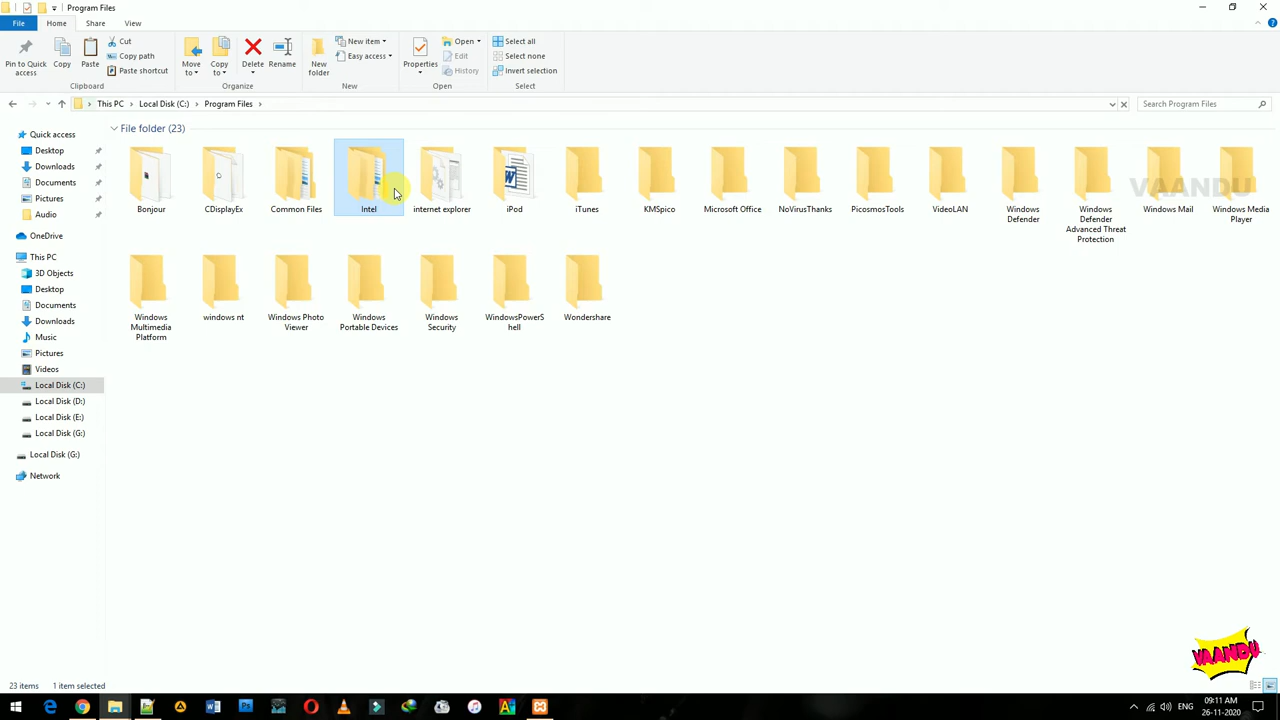 Program Files
File Home Share View
Pin to Quick access
Copy
Paste
Cut
Copy path
Paste shortcut
Clipboard
Move to
Copy to
Delete
Rename
Organize
New folder
New item
Easy access
New
Properties
Open
Edit
History
Open
Select all
Select none
Invert selection
Select
This PC > Local Disk (C:) > Program Files >
Search Program Files
Quick access
Desktop
Downloads
Documents
Pictures
Audio
OneDrive
This PC
3D Objects
Desktop
Documents
Downloads
Music
Pictures
Videos
Local Disk (C:)
Local Disk (D:)
Local Disk (E:)
Local Disk (G:)
Local Disk (G:)
Network
File folder (23)
VAANDU
Bonjour
CDisplayEx
Common Files
Intel
internet explorer
iPod
iTunes
KMSpico
Microsoft Office
NoVirusThanks
PicosmosTools
VideoLAN
Windows
Defender
Windows
Defender
Advanced Threat
Protection
Windows Mail
Windows Media
Player
Windows
Multimedia
Platform
windows nt
Windows Photo
Viewer
Windows
Portable Devices
Windows
Security
WindowsPowerS
hell
Wondershare
VAANDU
23 items 1 item selected
ENG
09:11 AM
26-11-2020